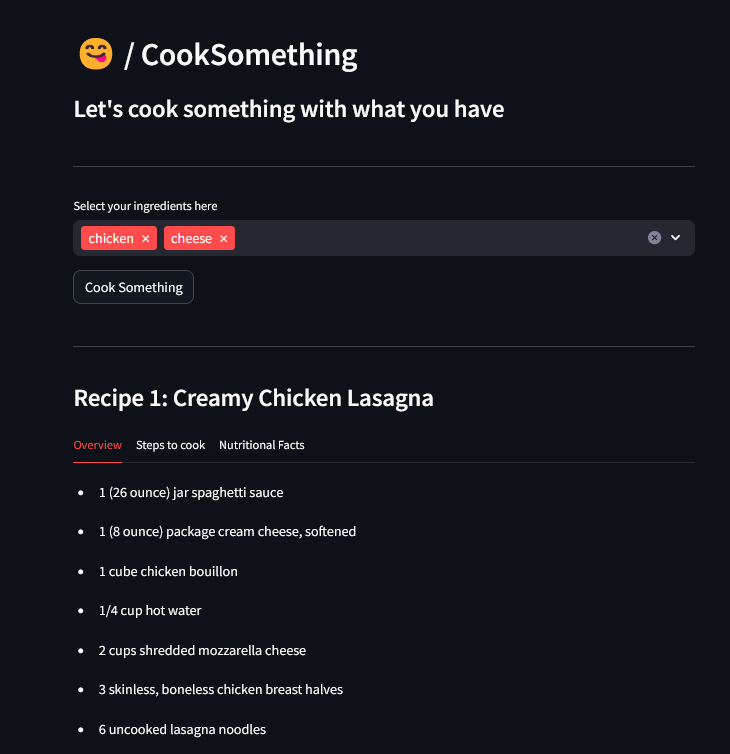 / CookSomething
Let's cook something with what you have
Select your ingredients here
chicken × cheese ×
Cook Something
Recipe 1: Creamy Chicken Lasagna
Overview Steps to cook Nutritional Facts
• 1 (26 ounce) jar spaghetti sauce
• 1 (8 ounce) package cream cheese, softened
• 1 cube chicken bouillon
• 1/4 cup hot water
• 2 cups shredded mozzarella cheese
• 3 skinless, boneless chicken breast halves
• 6 uncooked lasagna noodles